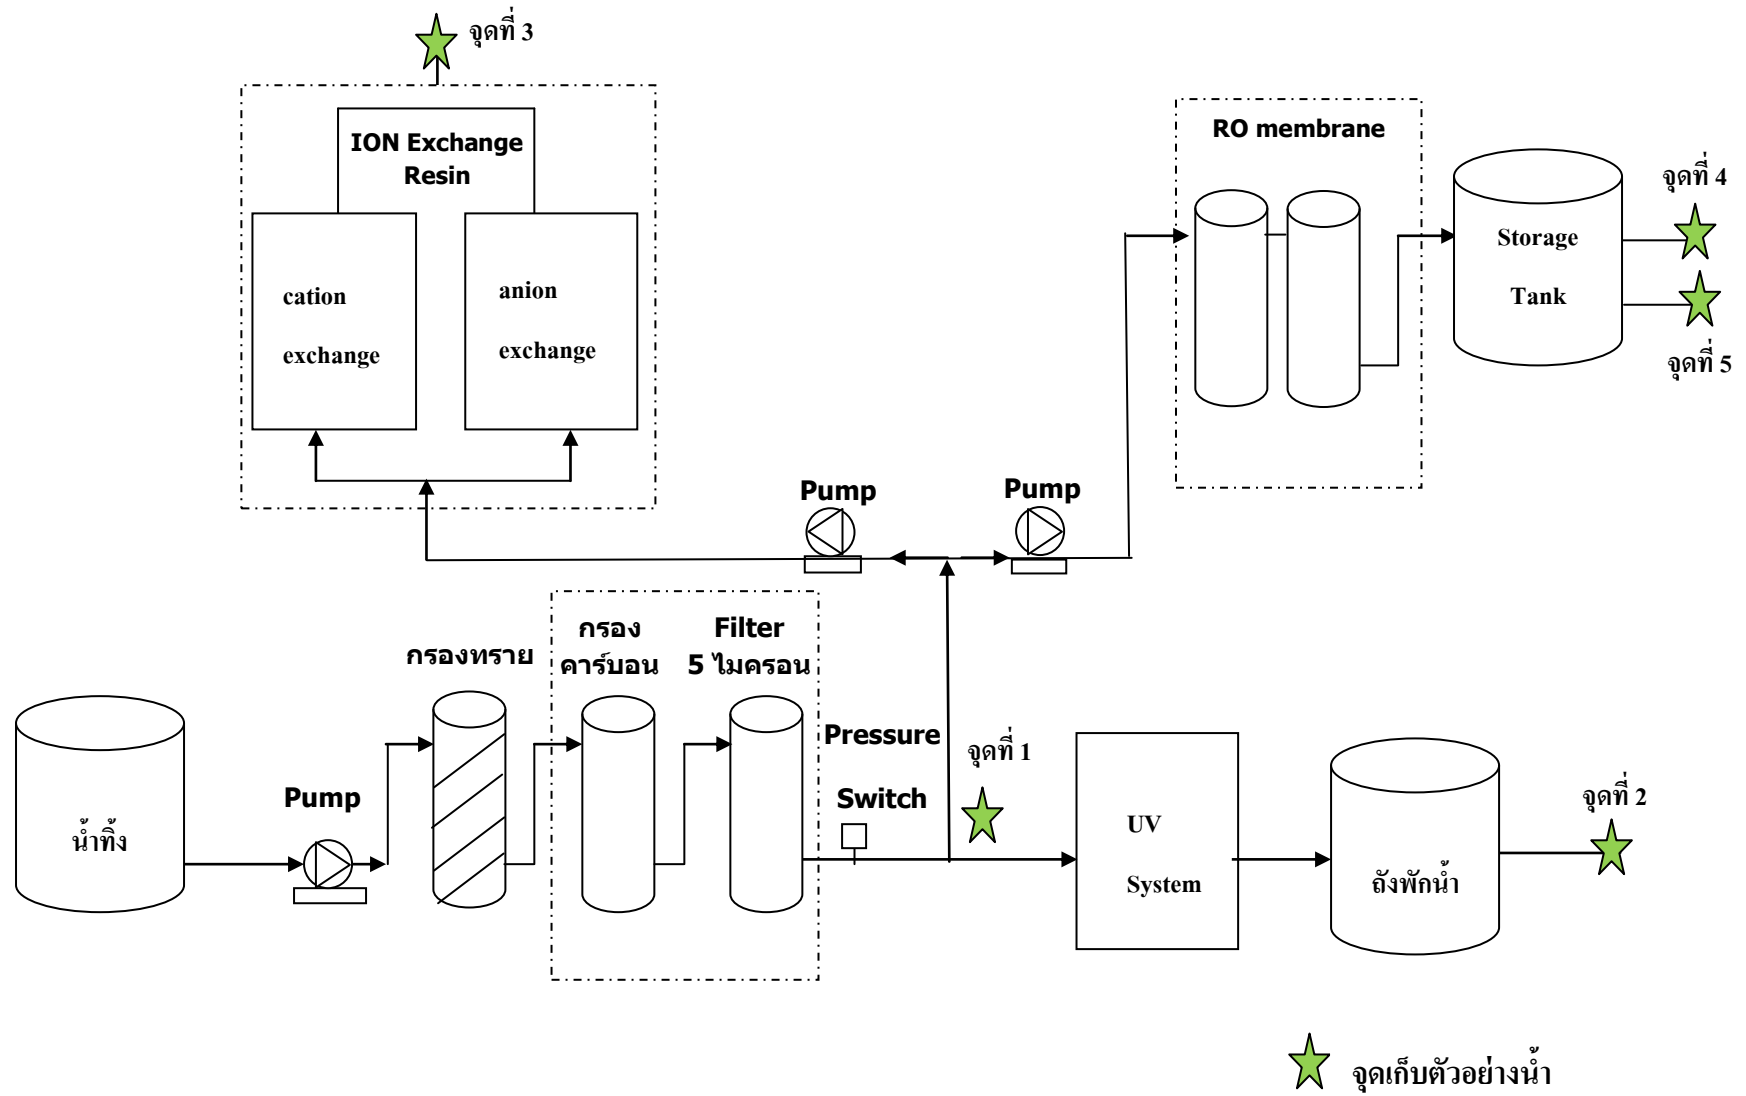 จุดที่ 3
ION Exchange
Resin
cation
exchange
anion
exchange
RO membrane
Storage
Tank
จุดที่ 4
จุดที่ 5
Pump
Pump
กรองทราย
กรอง
คาร์บอน
Filter
5 ไมครอน
น้ำทิ้ง
Pump
Pressure
Switch
จุดที่ 1
UV
System
ถังพักน้ำ
จุดที่ 2
จุดเก็บตัวอย่างน้ำ